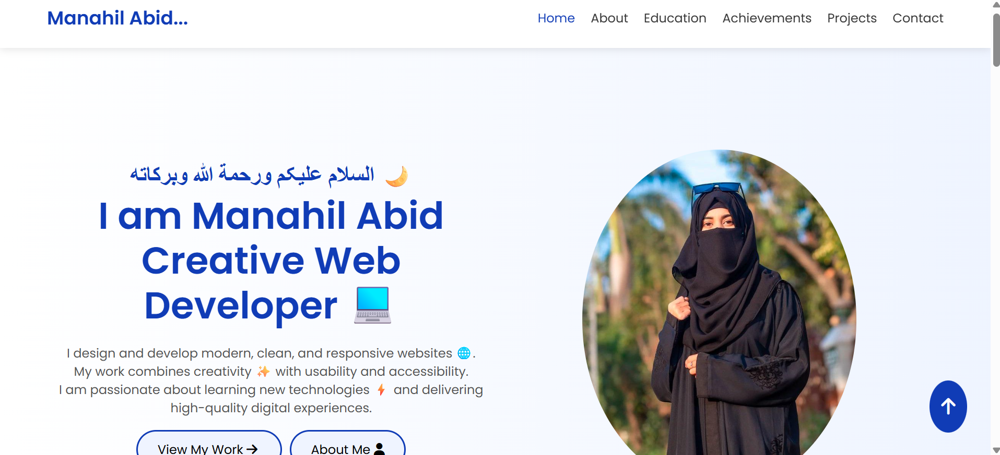 Manahil Abid...
Home About Education Achievements Projects Contact
السلام عليكم ورحمة الله وبركاته 🌙
I am Manahil Abid
Creative Web
Developer 💻
I design and develop modern, clean, and responsive websites 🌐.
My work combines creativity ✨ with usability and accessibility.
I am passionate about learning new technologies ⚡ and delivering
high-quality digital experiences.
View My Work →
About Me 👤